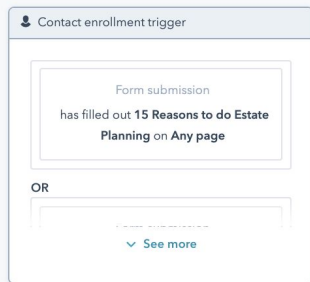 Contact enrollment trigger
Form submission
has filled out 15 Reasons to do Estate
Planning on Any page
OR
See more